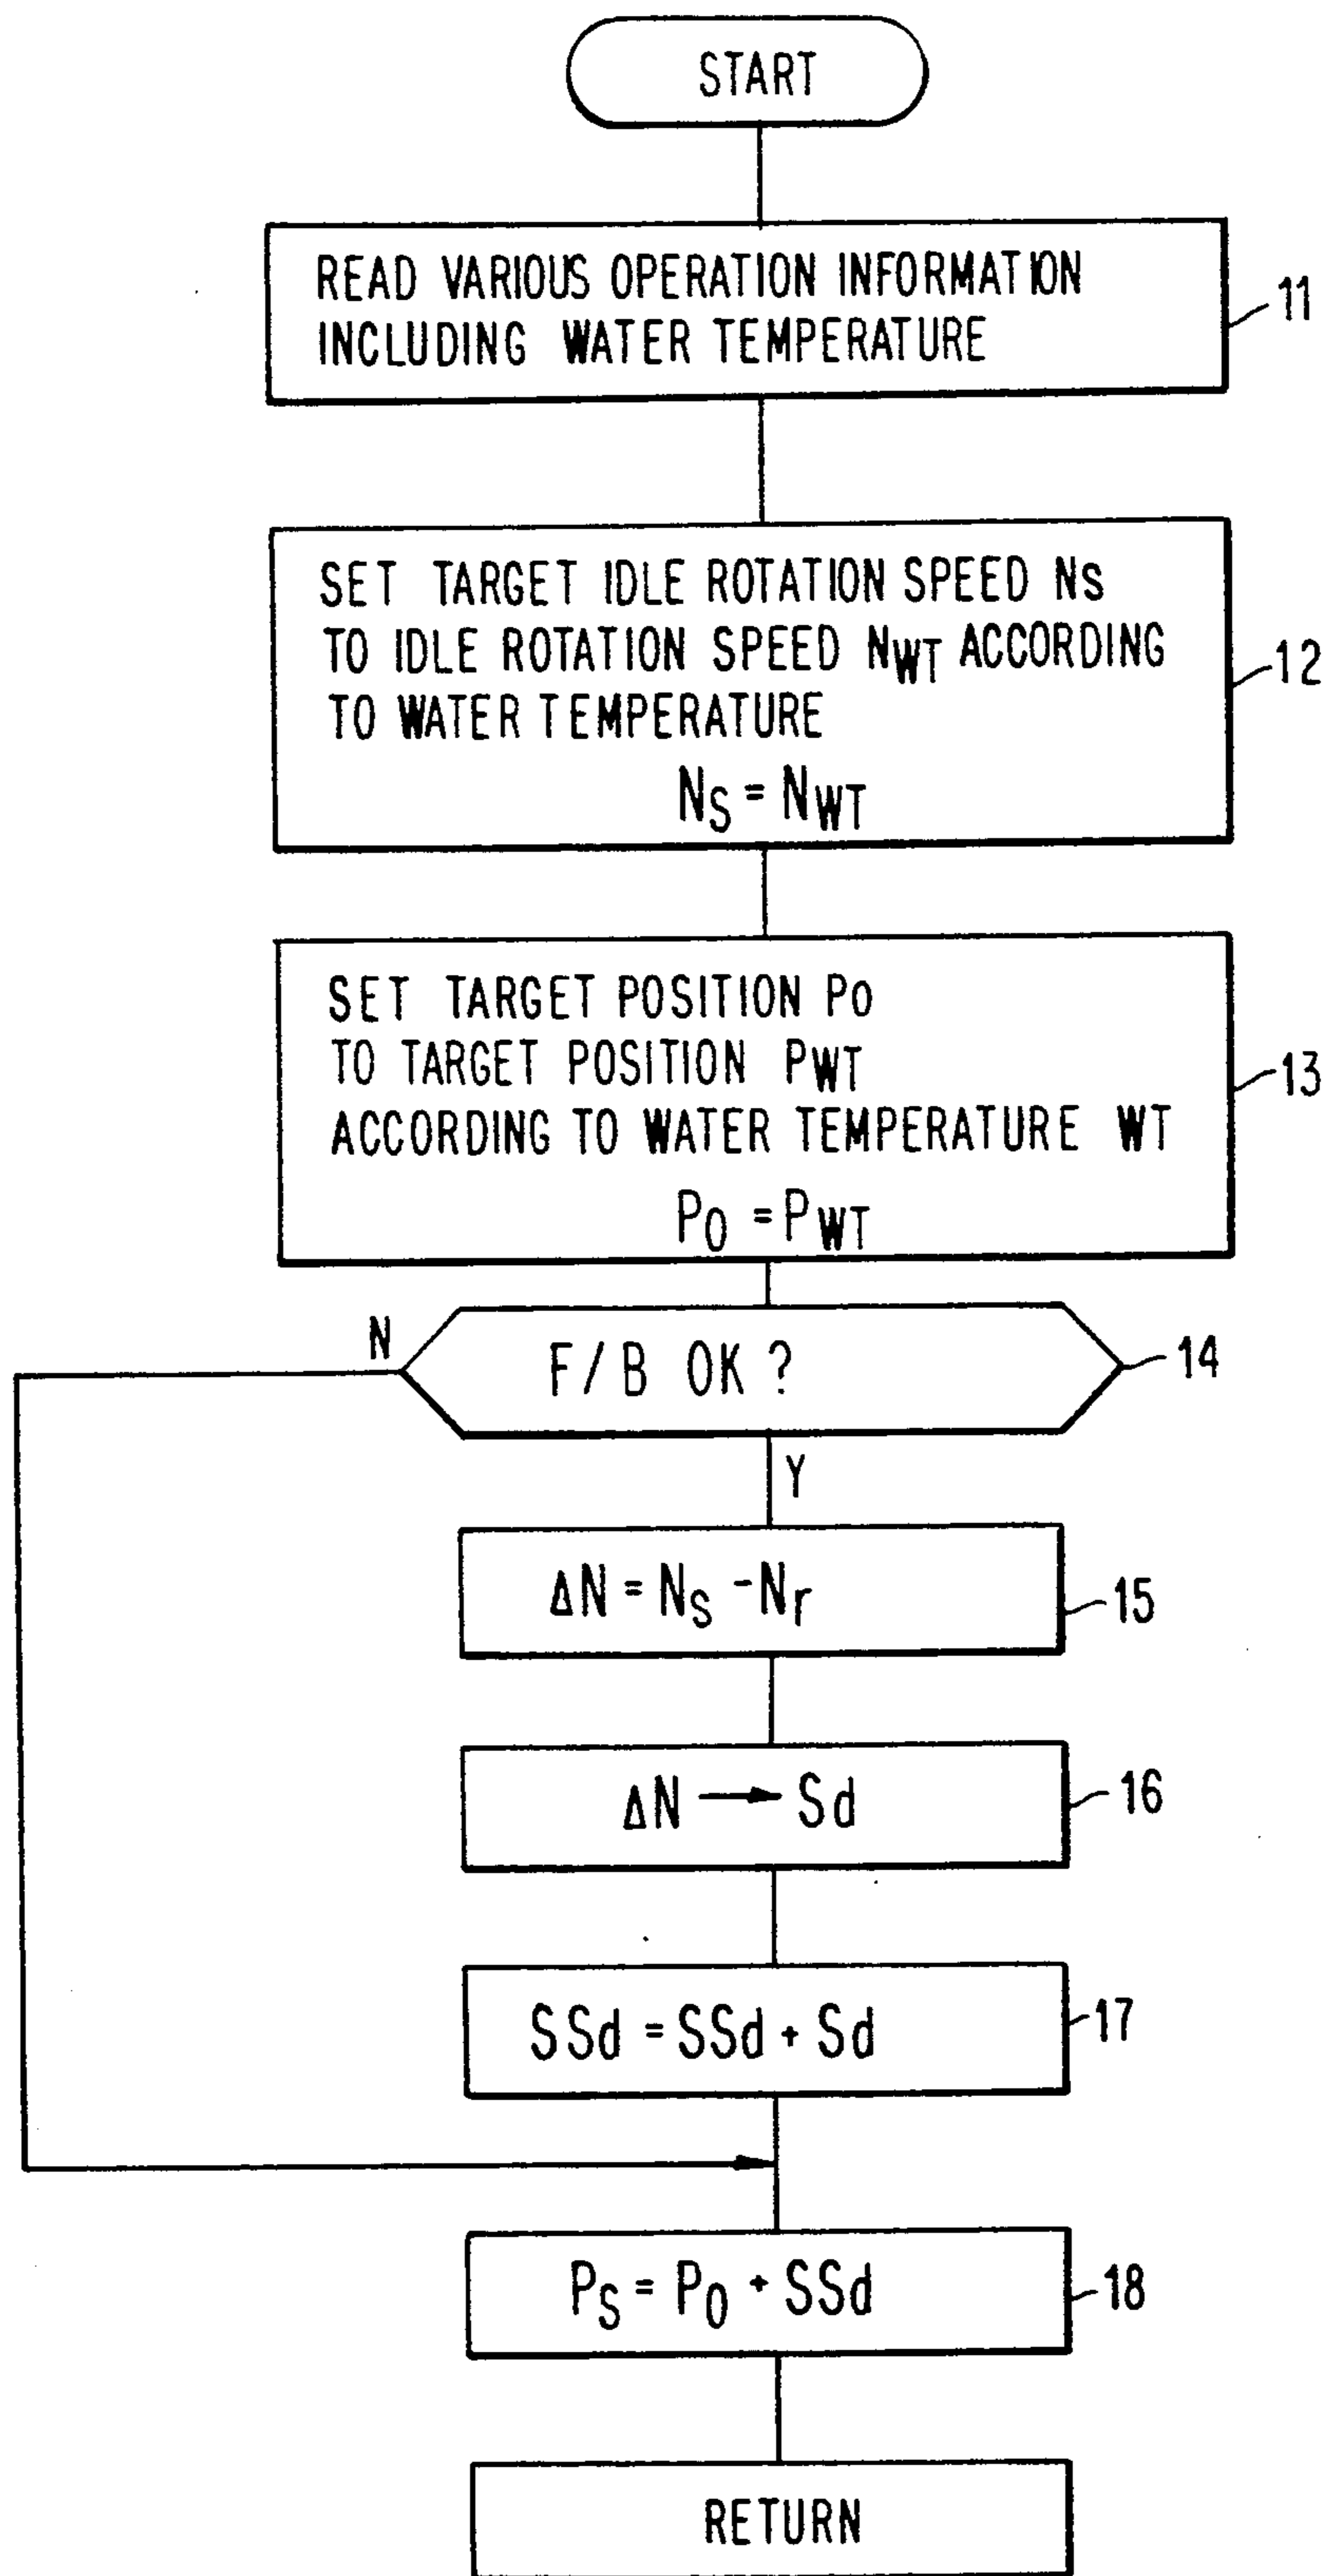 START
READ VARIOUS OPERATION INFORMATION
INCLUDING WATER TEMPERATURE
11
SET TARGET IDLE ROTATION SPEED Ns
TO IDLE ROTATION SPEED NWT ACCORDING
TO WATER TEMPERATURE
NS = NWT
12
SET TARGET POSITION Po
TO TARGET POSITION PWT
ACCORDING TO WATER TEMPERATURE WT
PO = PWT
13
N
F/B OK ?
14
Y
ΔN = NS - Nr
15
ΔN → Sd
16
SSd = SSd + Sd
17
PS = PO + SSd
18
RETURN